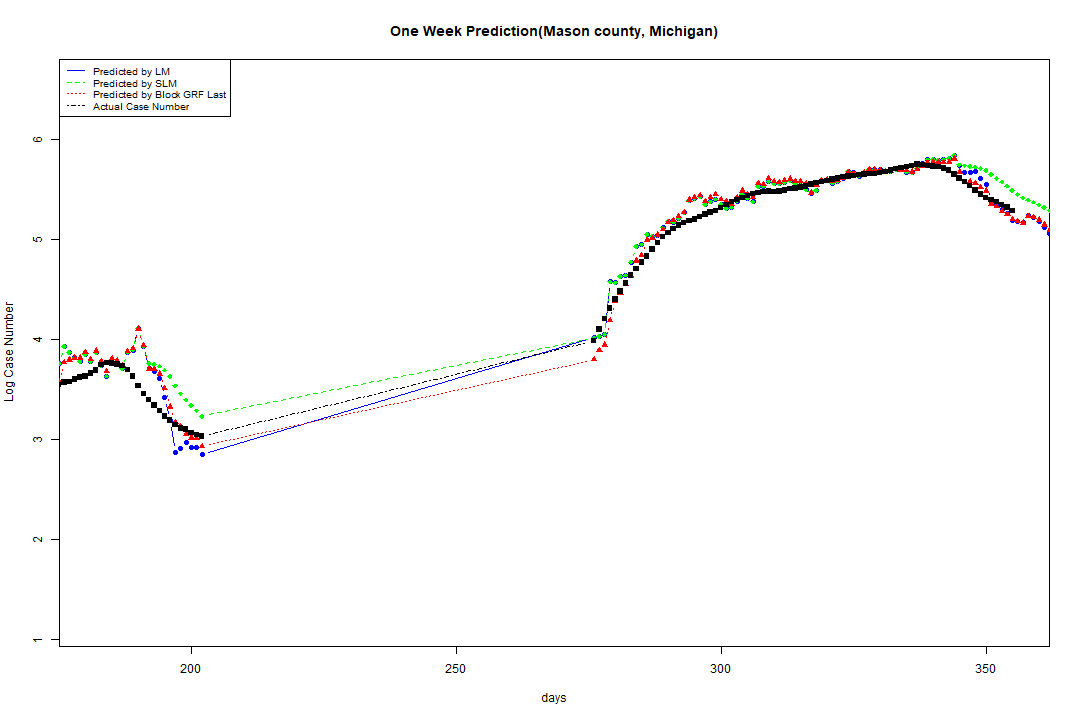 One Week Prediction(Mason county, Michigan)
Predicted by LM
Predicted by SLM
Predicted by Block GRF Last
Actual Case Number
6
5
4
3
2
1
Log Case Number
200
250
300
350
days